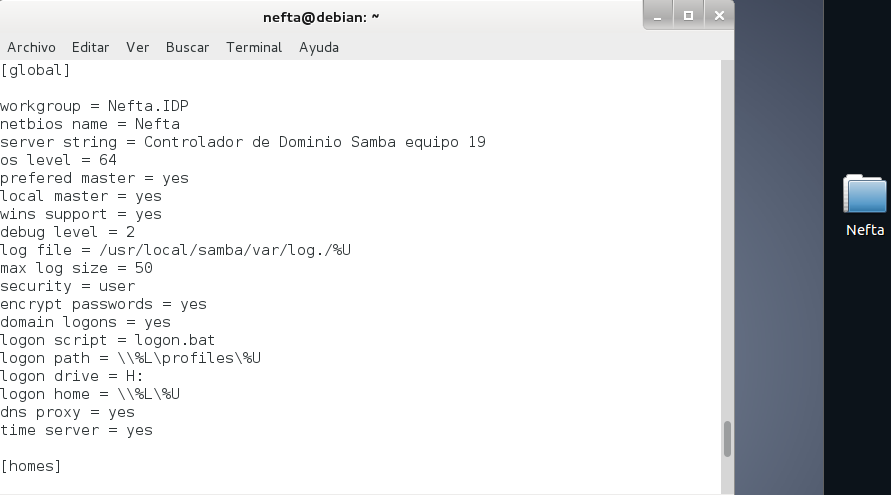 nefta@debian: ~
Archivo Editar Ver Buscar Terminal Ayuda
[global]
workgroup = Nefta.IDP
netbios name = Nefta
server string = Controlador de Dominio Samba equipo 19
os level = 64
prefered master = yes
local master = yes
wins support = yes
debug level = 2
log file = /usr/local/samba/var/log./%U
max log size = 50
security = user
encrypt passwords = yes
domain logons = yes
logon script = logon.bat
logon path = \\%L\profiles\%U
logon drive = H:
logon home = \\%L\%U
dns proxy = yes
time server = yes
[homes]
Nefta